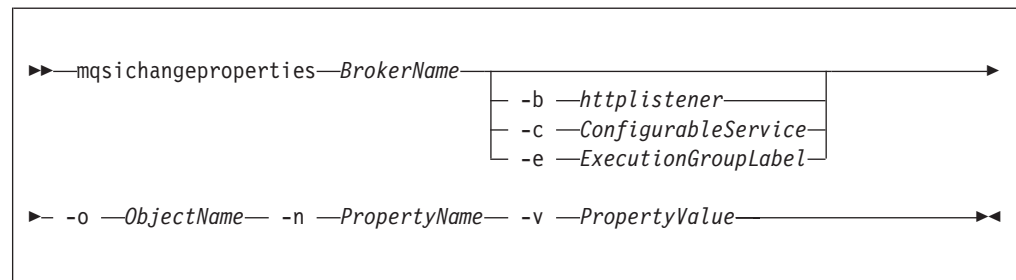 mqsichangeproperties BrokerName
-b httplistener
-c ConfigurableService
-e ExecutionGroupLabel
-o ObjectName -n PropertyName -v PropertyValue